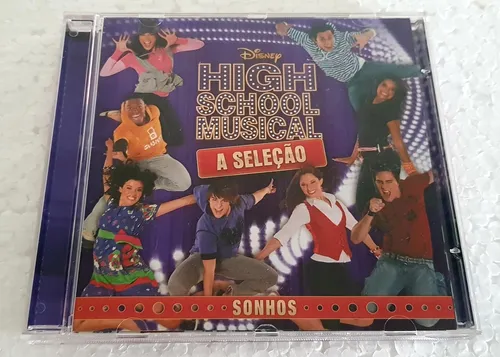 Disney
HIGH
SCHOOL
MUSICAL
A SELEÇÃO
SONHOS